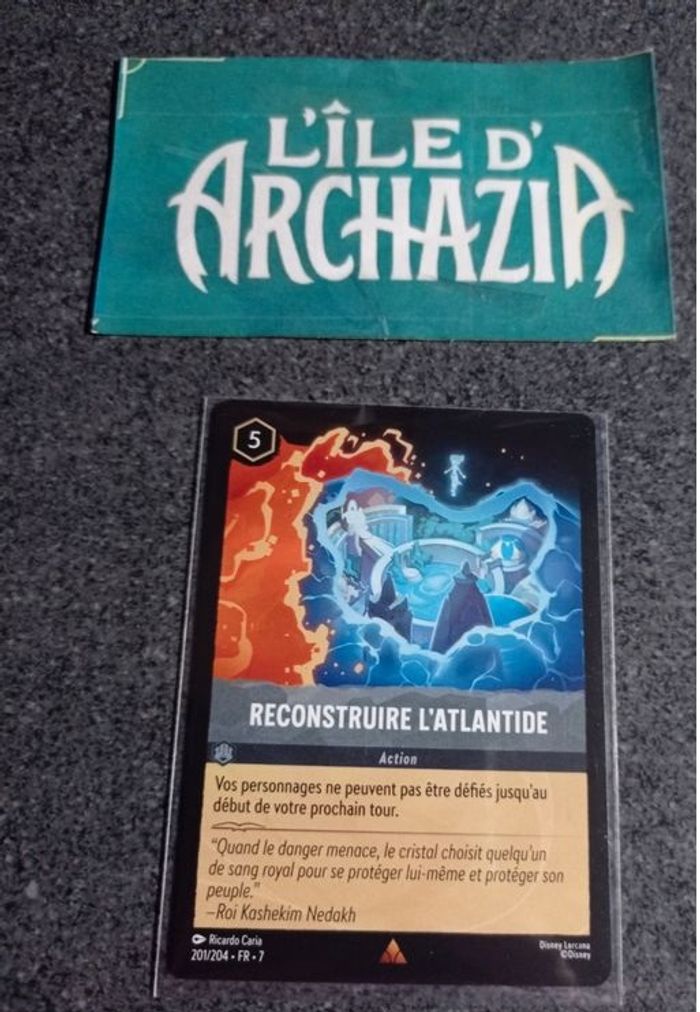 L'ÎLE D'
ARCHAZIA
5
RECONSTRUIRE L'ATLANTIDE
Action
Vos personnages ne peuvent pas être défiés jusqu'au
début de votre prochain tour.
"Quand le danger menace, le cristal choisit quelqu'un
de sang royal pour se protéger lui-même et protéger son
peuple."
–Roi Kashekim Nedakh
Ricardo Caria
201/204 • FR • 7
Disney Lorcana
©Disney